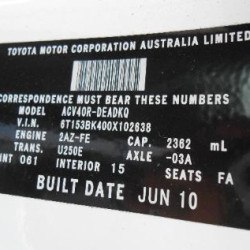 TOYOTA MOTOR CORPORATION AUSTRALIA LIMITED
CORRESPONDENCE MUST BEAR THESE NUMBERS
MODEL ACV40R-DEADKQ
V.I.N. 6T153BK400X102638
ENGINE 2AZ-FE CAP. 2362 mL
TRANS. U250E AXLE -03A
INT 061 INTERIOR 15 SEATS FA
BUILT DATE JUN 10